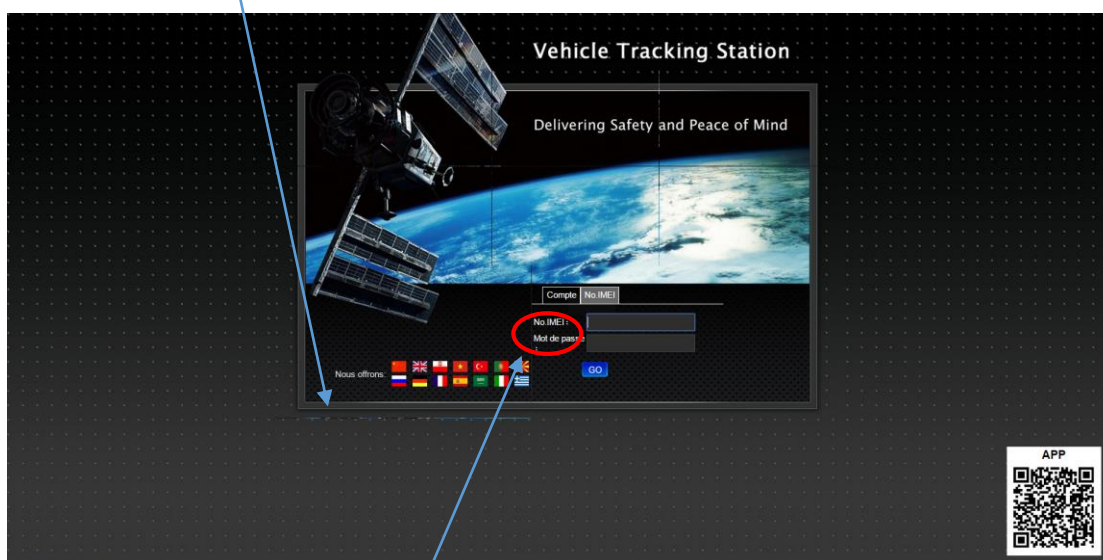 Vehicle Tracking Station
Delivering Safety and Peace of Mind
Compte No.IMEI
No.IMEI :
Mot de passe
:
Nous offrons:
GO
APP